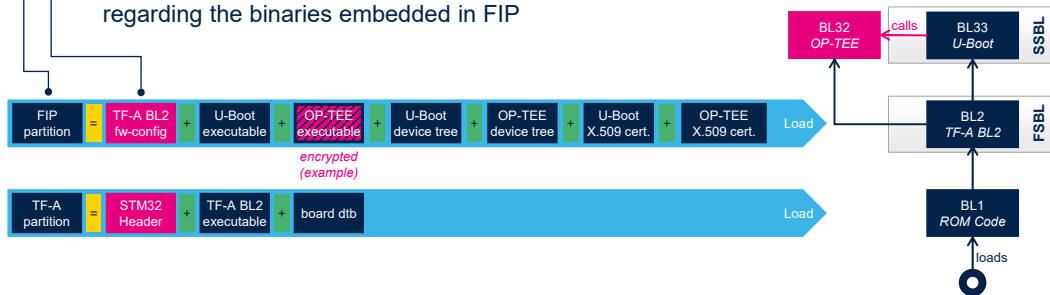 regarding the binaries embedded in FIP
BL32
OP-TEE
calls
BL33
U-Boot
SSBL
FIP
partition
=
TF-A BL2
fw-config
+
U-Boot
executable
+
OP-TEE
executable
+
U-Boot
device tree
+
OP-TEE
device tree
+
U-Boot
X.509 cert.
+
OP-TEE
X.509 cert.
Load
encrypted
(example)
BL2
TF-A BL2
FSBL
TF-A
partition
=
STM32
Header
+
TF-A BL2
executable
+
board dtb
Load
BL1
ROM Code
loads